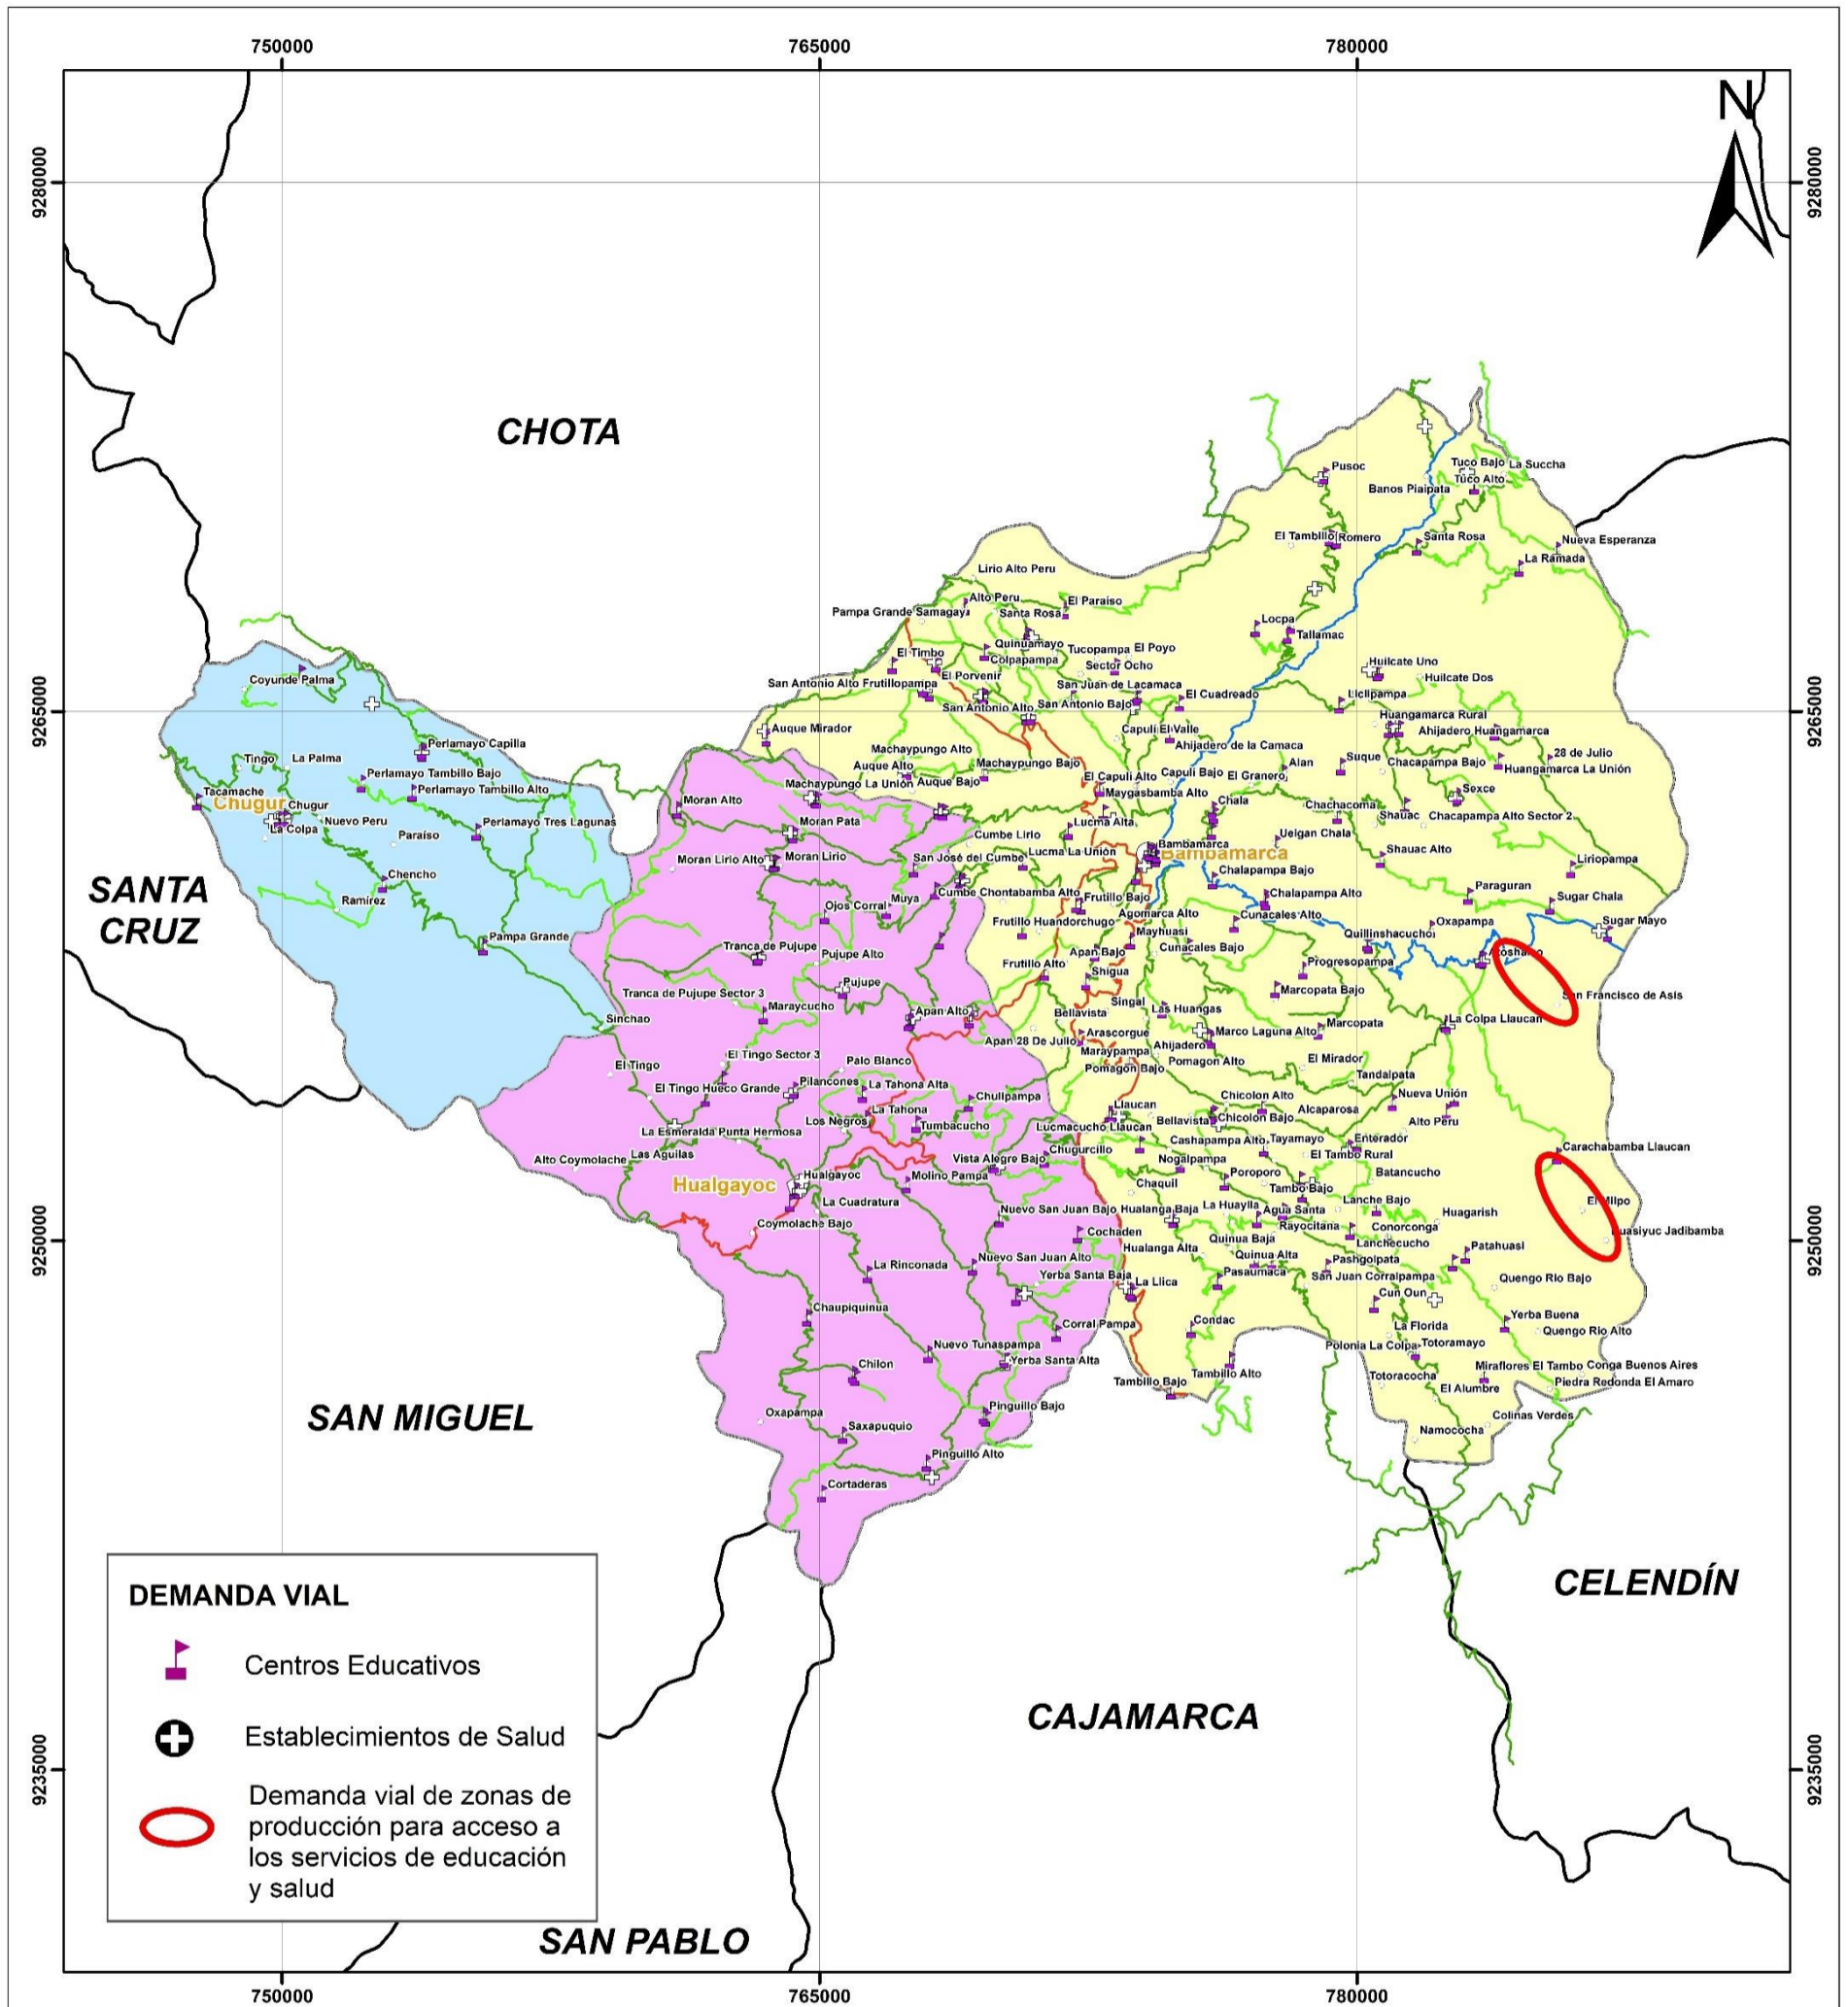 750000
765000
780000
N
9280000
9280000
CHOTA
Pusoc
Tuco Bajo
La Succha
Tuco Alto
Banos Piaipata
El Tambillo
Romero
Santa Rosa
Nueva Esperanza
La Ramada
Lirio Alto Peru
Alto Peru
El Paraiso
Pampa Grande Samagay
Santa Rosa
Locpa
Tallamac
Quinuamayo
Tucopampa
El Poyo
El Timbo
Colpapampa
Sector Ocho
Huilcate Uno
El Porvenir
Huilcate Dos
Coyunde Palma
San Antonio Alto Frutillopampa
San Juan de Lacamaca
El Cuadreado
Liclipampa
9265000
9265000
San Antonio Alto
San Antonio Bajo
Huangamarca Rural
Auque Mirador
Capuli El Valle
Ahijadero Huangamarca
Perlamayo Capilla
Machaypungo Alto
Ahijadero de la Camaca
28 de Julio
Tingo
La Palma
Auque Alto
Machaypungo Bajo
Alan
Suque
Chacapampa Bajo
Huangamarca La Unión
Perlamayo Tambillo Bajo
Machaypungo La Unión
Auque Bajo
El Capuli Alto
Capuli Bajo
El Granero
Tacamache
Perlamayo Tambillo Alto
Maygasbamba Alto
Sexce
Chugur
Chugur
Moran Alto
Chala
Chachacoma
Nuevo Peru
Perlamayo Tres Lagunas
Moran Pata
Lucma Alta
Shauac
Chacapampa Alto Sector 2
La Colpa
Paraíso
Cumbe Lirio
Uelgan Chala
Moran Lirio Alto
Moran Lirio
San José del Cumbe
Lucma La Unión
Bambamarca
Bambamarca
Shauac Alto
Liriopampa
SANTA
CRUZ
Chencho
Chalapampa Bajo
Ramírez
Muya
Cumbe Chontabamba Alto
Frutillo Bajo
Chalapampa Alto
Paraguran
Sugar Chala
Ojos Corral
Frutillo Huandorchugo
Agomarca Alto
Cunacales Alto
Oxapampa
Sugar Mayo
Pampa Grande
Tranca de Pujupe
Pujupe Alto
Mayhuasi
Quillinshacucho
Apan Bajo
Cunacales Bajo
Frutillo Alto
Shigua
Progresopampa
Pujupe
Marcopata Bajo
San Francisco de Asis
Tranca de Pujupe Sector 3
Maraycucho
Singal
Las Huangas
Sinchao
Apan Alto
Bellavista
La Colpa Llaucan
Arascorgue
Marco Laguna Alto
Marcopata
Apan 28 De Julio
Ahijadero
Maraypampa
Pomagon Alto
El Mirador
El Tingo Sector 3
Palo Blanco
Pomagon Bajo
El Tingo
Tandalpata
El Tingo Hueco Grande
Pilancones
La Tahona Alta
Chulipampa
Chicolon Alto
Nueva Unión
Llaucan
Alcaparosa
La Tahona
Bellavista
Chicolon Bajo
Los Negros
Tumbacucho
Lucmacucho Llaucan
Alto Peru
La Esmeralda Punta Hermosa
Cashapampa Alto
Tayamayo
Enterador
Carachabamba Llaucan
Las Aguilas
Chugurcillo
El Tambo Rural
Alto Coymolache
Vista Alegre Bajo
Nogalpampa
Hualgayoc
Hualgayoc
Molino Pampa
Poroporo
Batancucho
Chaquil
Tambo Bajo
La Cuadratura
Lanche Bajo
El Milpo
Nuevo San Juan Bajo
Hualanga Baja
La Huaylla
Agua Santa
Huagarish
Coymolache Bajo
Cochaden
Rayocitana
Conorconga
9250000
9250000
Quinua Baja
Lanchecucho
Hualanga Alta
Quinua Alta
Patahuasi
Nuevo San Juan Alto
Pashgolpata
La Rinconada
Yerba Santa Baja
La Llica
Pasaumaca
San Juan Corralpampa
Quengo Rio Bajo
Cun Oun
Chaupiquinua
Yerba Buena
Corral Pampa
Condac
La Florida
Quengo Rio Alto
Nuevo Tunaspampa
Polonia La Colpa
Totoramayo
Chilon
Yerba Santa Alta
Tambillo Alto
Miraflores El Tambo
Conga Buenos Aires
Tambillo Bajo
Totoracocha
Piedra Redonda El Amaro
El Alumbre
Oxapampa
Pinguillo Bajo
SAN MIGUEL
Saxapuquio
Colinas Verdes
Namococha
Pinguillo Alto
Cortaderas
CELENDÍN
DEMANDA VIAL
Centros Educativos
CAJAMARCA
Establecimientos de Salud
9235000
9235000
Demanda vial de zonas de
producción para acceso a
los servicios de educación
y salud
SAN PABLO
750000
765000
780000